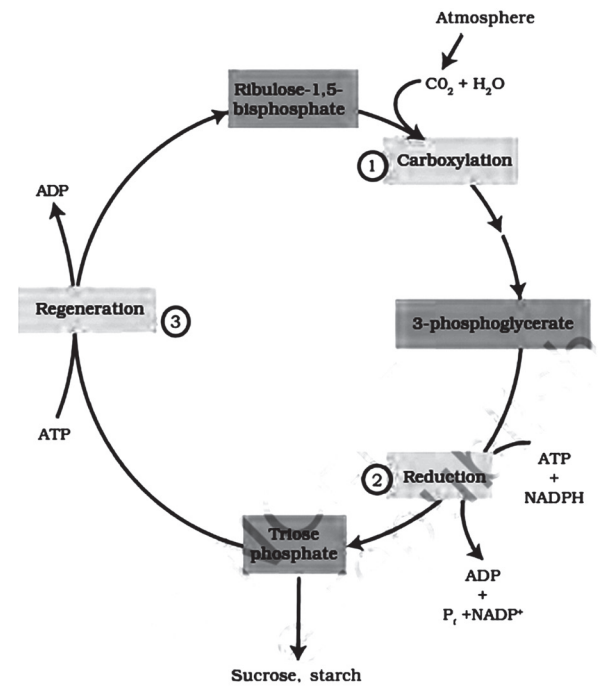 Atmosphere
CO₂ + H₂O
Ribulose-1,5-
bisphosphate
① Carboxylation
ADP
Regeneration ③
3-phosphoglycerate
ATP
② Reduction
ATP
+
NADPH
Triose
phosphate
ADP
+
Pᵢ +NADP⁺
Sucrose, starch